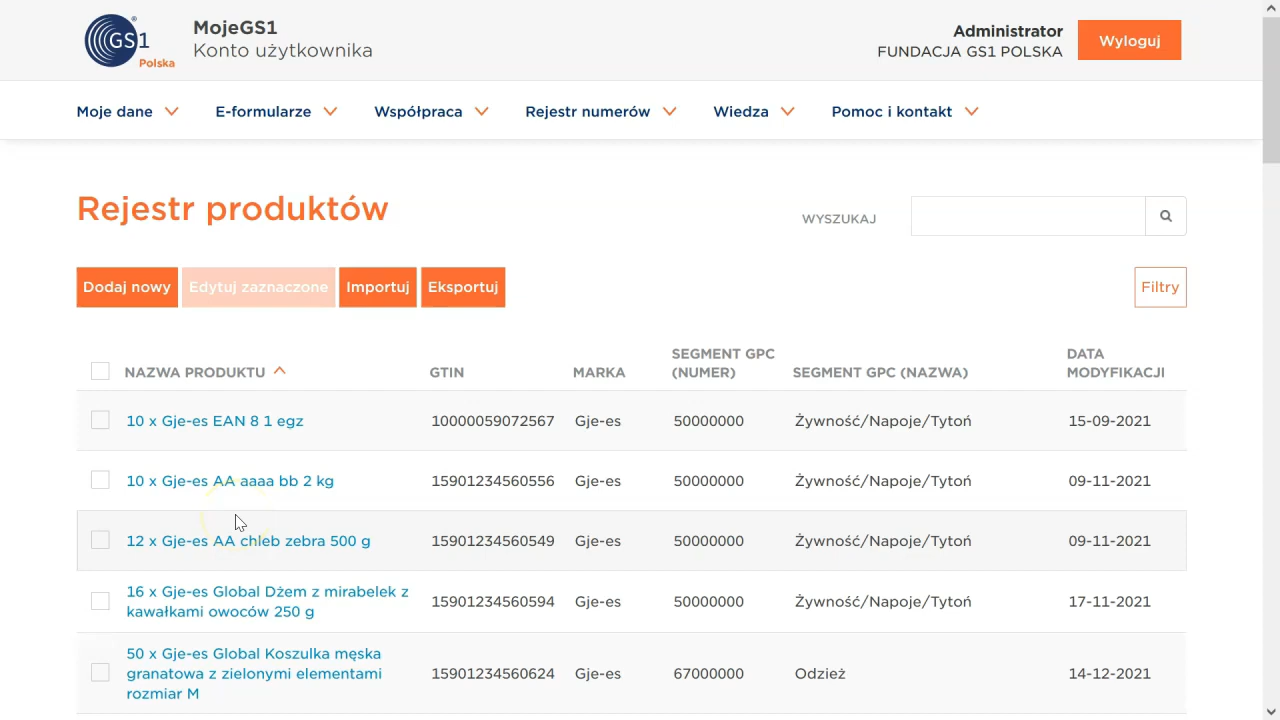 GS1
Polska
MojeGS1
Konto użytkownika
Administrator
FUNDACJA GS1 POLSKA
Wyloguj
Moje dane
E-formularze
Współpraca
Rejestr numerów
Wiedza
Pomoc i kontakt
Rejestr produktów
WYSZUKAJ
Dodaj nowy
Edytuj zaznaczone
Importuj
Eksportuj
Filtry
NAZWA PRODUKTU
GTIN
MARKA
SEGMENT GPC
(NUMER)
SEGMENT GPC (NAZWA)
DATA
MODYFIKACJI
10 x Gje-es EAN 8 1 egz
10000059072567
Gje-es
50000000
Żywność/Napoje/Tytoń
15-09-2021
10 x Gje-es AA aaaa bb 2 kg
15901234560556
Gje-es
50000000
Żywność/Napoje/Tytoń
09-11-2021
12 x Gje-es AA chleb zebra 500 g
15901234560549
Gje-es
50000000
Żywność/Napoje/Tytoń
09-11-2021
16 x Gje-es Global Dżem z mirabelek z
kawałkami owoców 250 g
15901234560594
Gje-es
50000000
Żywność/Napoje/Tytoń
17-11-2021
50 x Gje-es Global Koszulka męska
granatowa z zielonymi elementami
rozmiar M
15901234560624
Gje-es
67000000
Odzież
14-12-2021